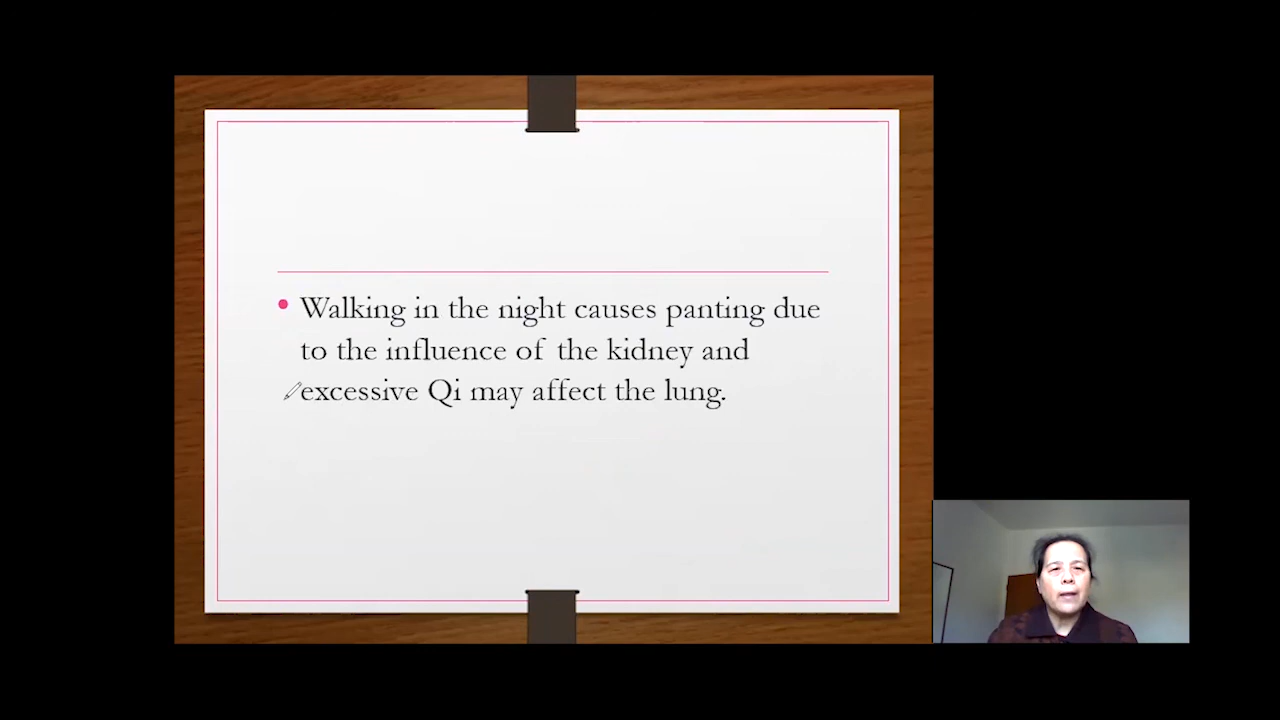 Walking in the night causes panting due
to the influence of the kidney and
excessive Qi may affect the lung.